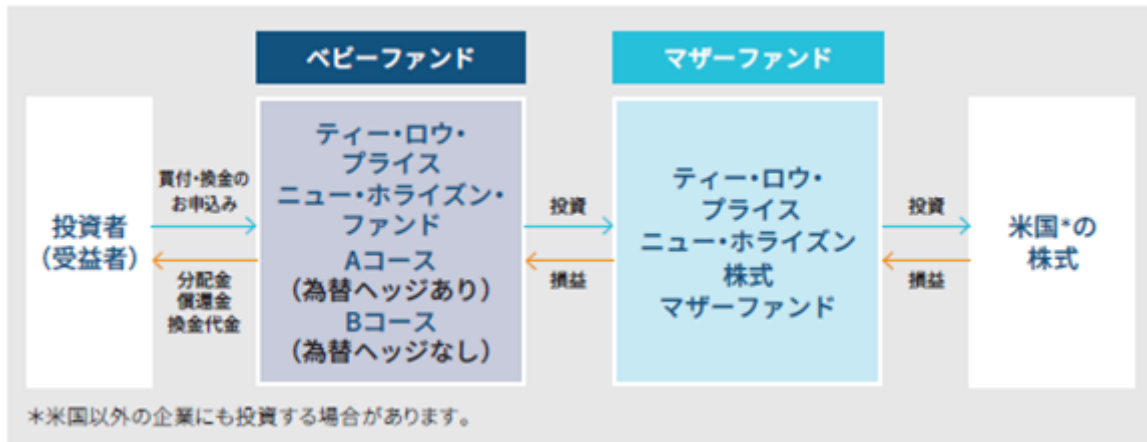 ベビーファンド
マザーファンド
投資者
（受益者）
買付・換金の
お申込み
分配金
償還金
換金代金
ティー・ロウ・
プライス
ニュー・ホライズン・
ファンド
Aコース
（為替ヘッジあり）
Bコース
（為替ヘッジなし）
投資
損益
ティー・ロウ・
プライス
ニュー・ホライズン
株式
マザーファンド
投資
損益
米国*の
株式
*米国以外の企業にも投資する場合があります。